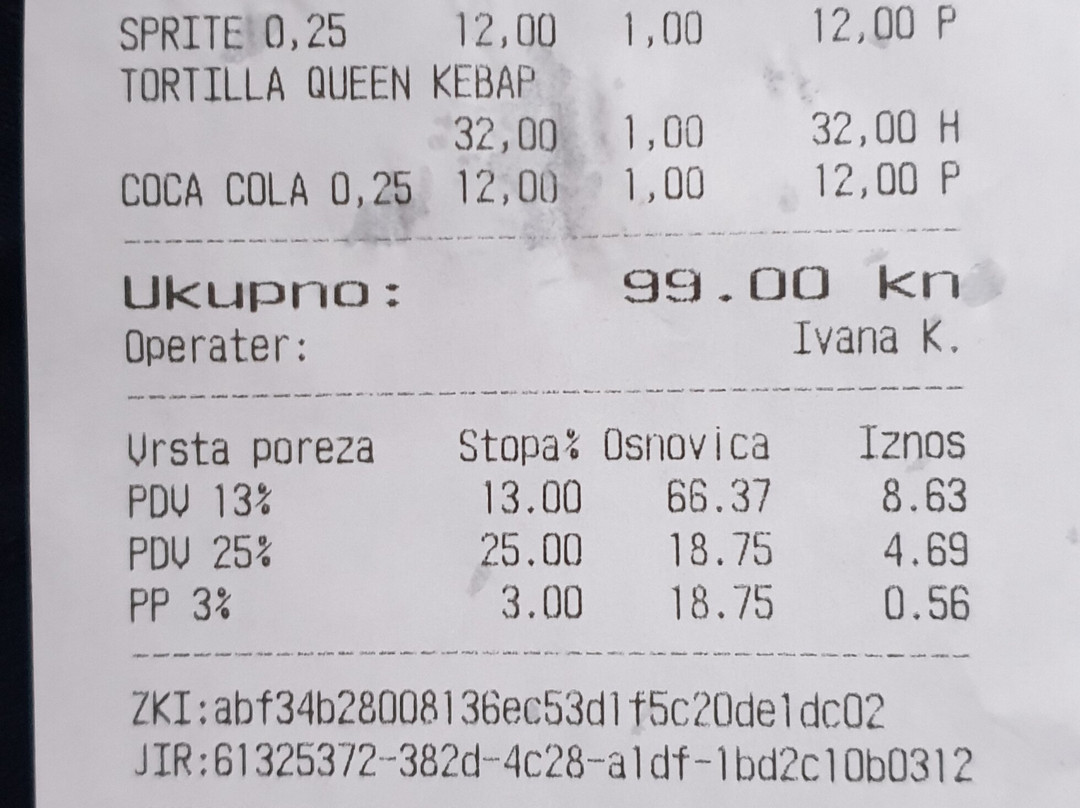 SPRITE 0,25 12,00 1,00 12,00 P
TORTILLA QUEEN KEBAP
32,00 1,00 32,00 H
COCA COLA 0,25 12,00 1,00 12,00 P
Ukupno: 99.00 kn
Operater: Ivana K.
Vrsta poreza Stopa% Osnovica Iznos
PDV 13% 13.00 66.37 8.63
PDV 25% 25.00 18.75 4.69
PP 3% 3.00 18.75 0.56
ZKI:abf34b28008136ec53d1f5c20de1dc02
JIR:61325372-382d-4c28-a1df-1bd2c10b0312